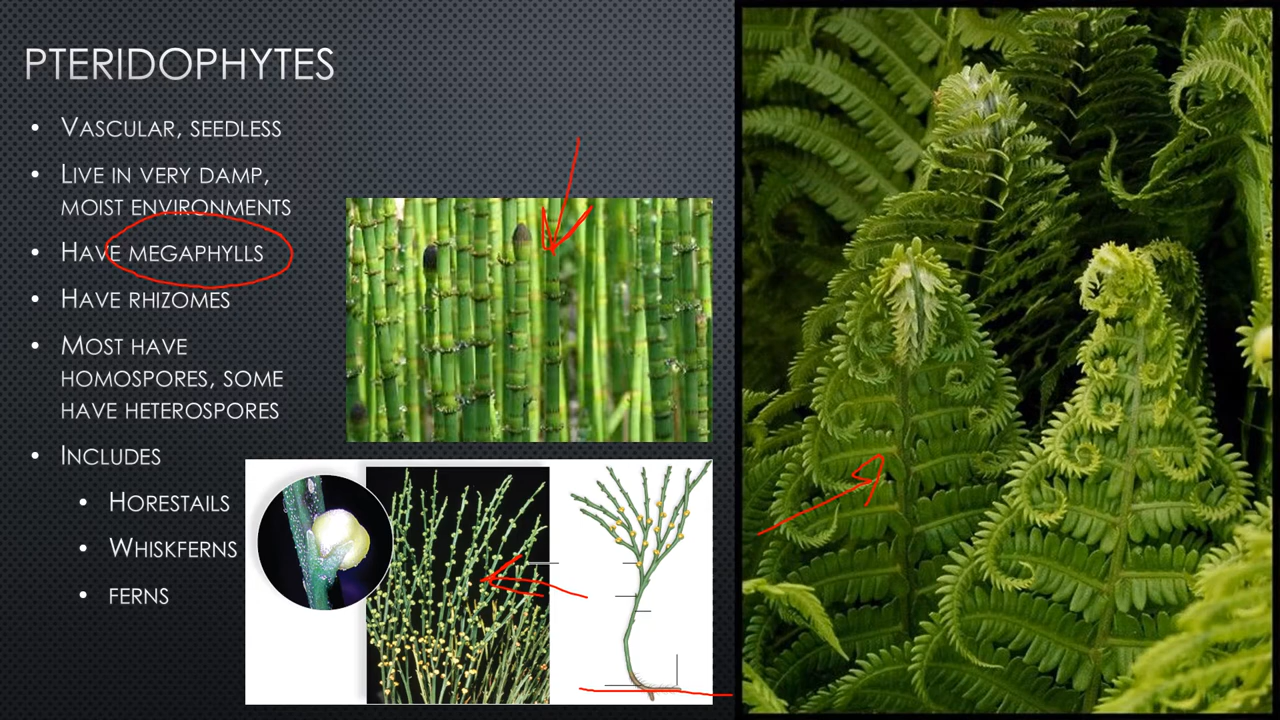 PTERIDOPHYTES
• VASCULAR, SEEDLESS
• LIVE IN VERY DAMP,
MOIST ENVIRONMENTS
• HAVE MEGAPHYLLS
• HAVE RHIZOMES
• MOST HAVE
HOMOSPORES, SOME
HAVE HETEROSPORES
• INCLUDES
• HORESTAILS
• WHISKFERNS
• FERNS